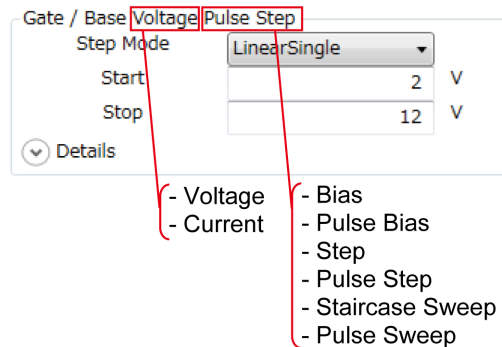 Gate / Base Voltage Pulse Step
Step Mode LinearSingle
Start 2 V
Stop 12 V
Details
- Voltage
- Current
- Bias
- Pulse Bias
- Step
- Pulse Step
- Staircase Sweep
- Pulse Sweep